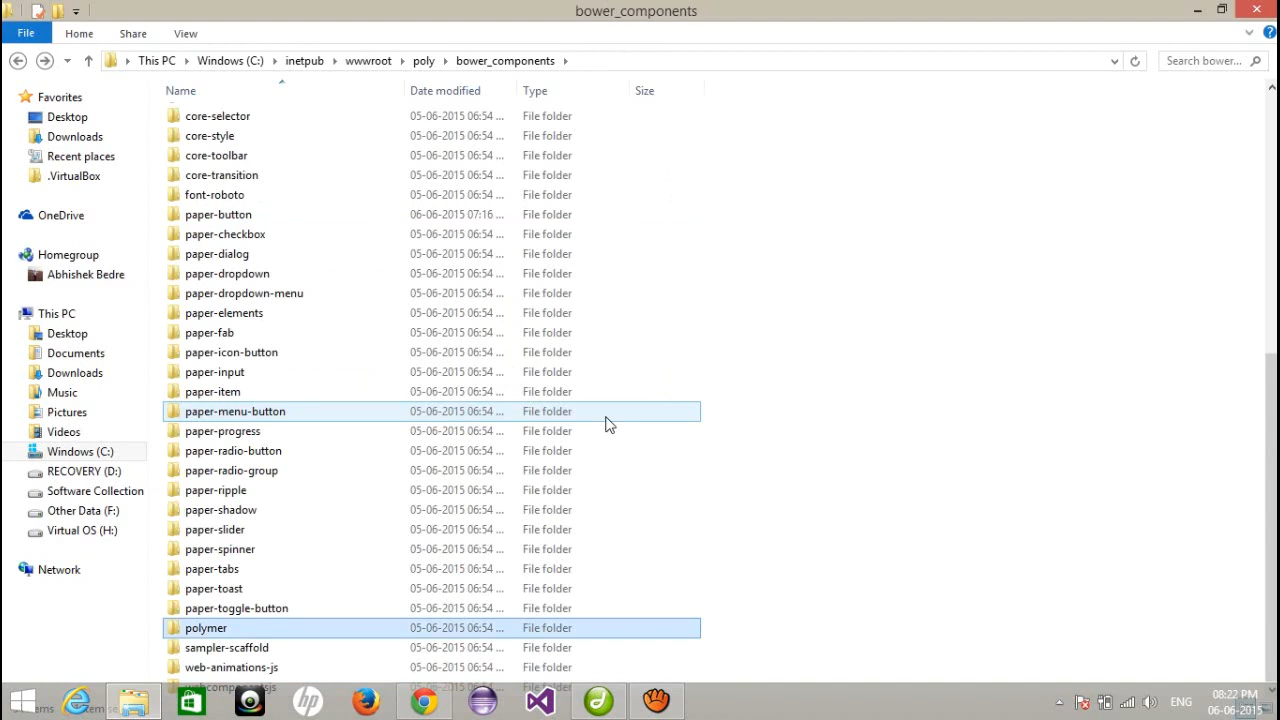 bower_components
File Home Share View
This PC Windows (C:) inetpub wwwroot poly bower_components Search bower...
Name Date modified Type Size
Favorites
Desktop
Downloads
Recent places
.VirtualBox
OneDrive
Homegroup
Abhishek Bedre
This PC
Desktop
Documents
Downloads
Music
Pictures
Videos
Windows (C:)
RECOVERY (D:)
Software Collection
Other Data (F:)
Virtual OS (H:)
Network
core-selector 05-06-2015 06:54 ... File folder
core-style 05-06-2015 06:54 ... File folder
core-toolbar 05-06-2015 06:54 ... File folder
core-transition 05-06-2015 06:54 ... File folder
font-roboto 05-06-2015 06:54 ... File folder
paper-button 06-06-2015 07:16 ... File folder
paper-checkbox 05-06-2015 06:54 ... File folder
paper-dialog 05-06-2015 06:54 ... File folder
paper-dropdown 05-06-2015 06:54 ... File folder
paper-dropdown-menu 05-06-2015 06:54 ... File folder
paper-elements 05-06-2015 06:54 ... File folder
paper-fab 05-06-2015 06:54 ... File folder
paper-icon-button 05-06-2015 06:54 ... File folder
paper-input 05-06-2015 06:54 ... File folder
paper-item 05-06-2015 06:54 ... File folder
paper-menu-button 05-06-2015 06:54 ... File folder
paper-progress 05-06-2015 06:54 ... File folder
paper-radio-button 05-06-2015 06:54 ... File folder
paper-radio-group 05-06-2015 06:54 ... File folder
paper-ripple 05-06-2015 06:54 ... File folder
paper-shadow 05-06-2015 06:54 ... File folder
paper-slider 05-06-2015 06:54 ... File folder
paper-spinner 05-06-2015 06:54 ... File folder
paper-tabs 05-06-2015 06:54 ... File folder
paper-toast 05-06-2015 06:54 ... File folder
paper-toggle-button 05-06-2015 06:54 ... File folder
polymer 05-06-2015 06:54 ... File folder
sampler-scaffold 05-06-2015 06:54 ... File folder
web-animations-js 05-06-2015 06:54 ... File folder
hp
ENG
08:22 PM
06-06-2015